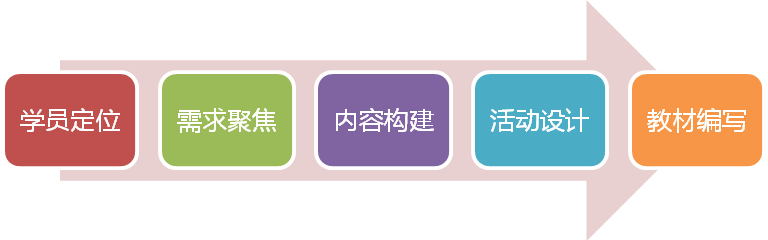 学员定位
需求聚焦
内容构建
活动设计
教材编写